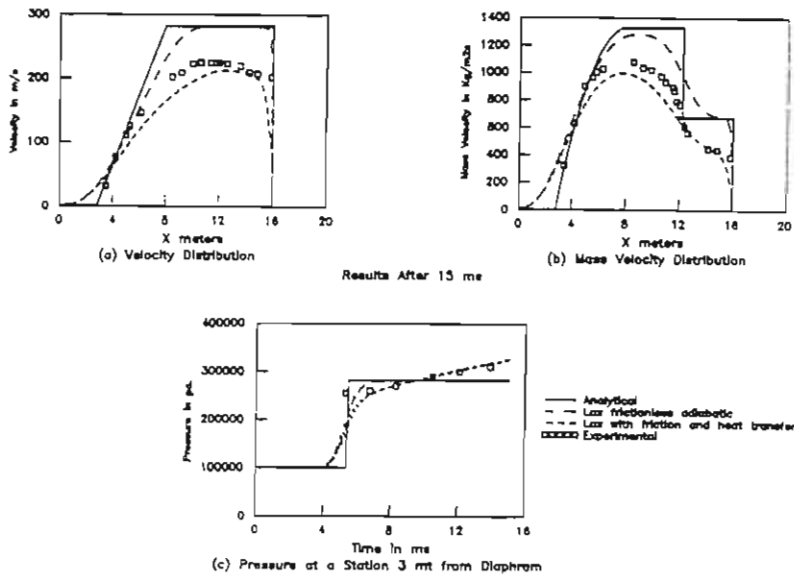 300
200
100
0
Velocity in m/s
0 4 8 12 16 20
X meters
(a) Velocity Distribution
1400
1200
1000
800
600
400
200
0
Mass Velocity in Kg/m2s
0 4 8 12 16 20
X meters
(b) Mass Velocity Distribution
Results After 15 ms
400000
300000
200000
100000
0
Pressure in pa.
0 4 8 12 16
Time in ms
(c) Pressure at a Station 3 mt from Diaphram
Analytical
Lax frictionless adiabatic
Lax with friction and heat transfer
Experimental